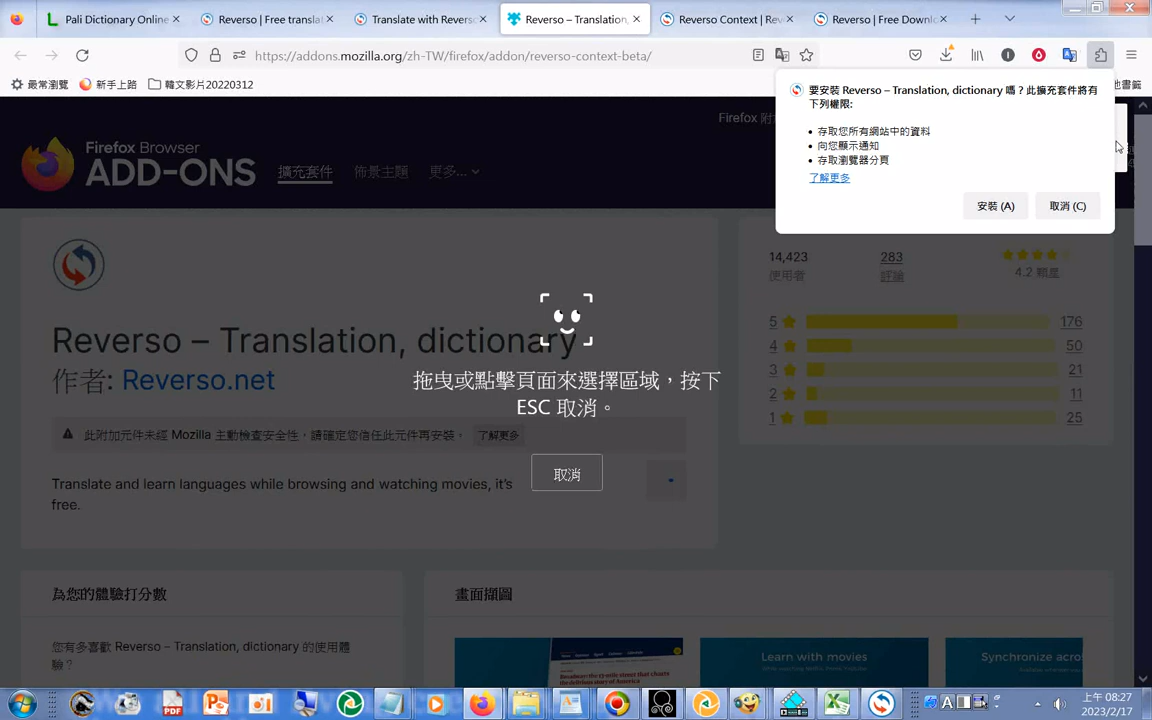 Pali Dictionary Online
Reverso | Free transla
Translate with Revers
Reverso – Translation,
Reverso Context | Rev
Reverso | Free Downlo
https://addons.mozilla.org/zh-TW/firefox/addon/reverso-context-beta/
最常瀏覽
新手上路
韓文影片20220312
要安裝 Reverso – Translation, dictionary 嗎？此擴充套件將有
下列權限:
存取您所有網站中的資料
向您顯示通知
存取瀏覽器分頁
了解更多
安裝 (A)
取消 (C)
Firefox Browser
ADD-ONS
擴充套件
佈景主題
更多...
Firefox 附
Reverso – Translation, dictionary
作者: Reverso.net
此附加元件未經 Mozilla 主動檢查安全性，請確定您信任此元件再安裝。
了解更多
Translate and learn languages while browsing and watching movies, it's
free.
拖曳或點擊頁面來選擇區域，按下
ESC 取消。
取消
14,423
使用者
283
評論
4.2 顆星
5 176
4 50
3 21
2 11
1 25
為您的體驗打分數
您有多喜歡 Reverso – Translation, dictionary 的使用體
驗？
畫面擷圖
Learn with movies
Synchronize acro
上午 08:27
2023/2/17